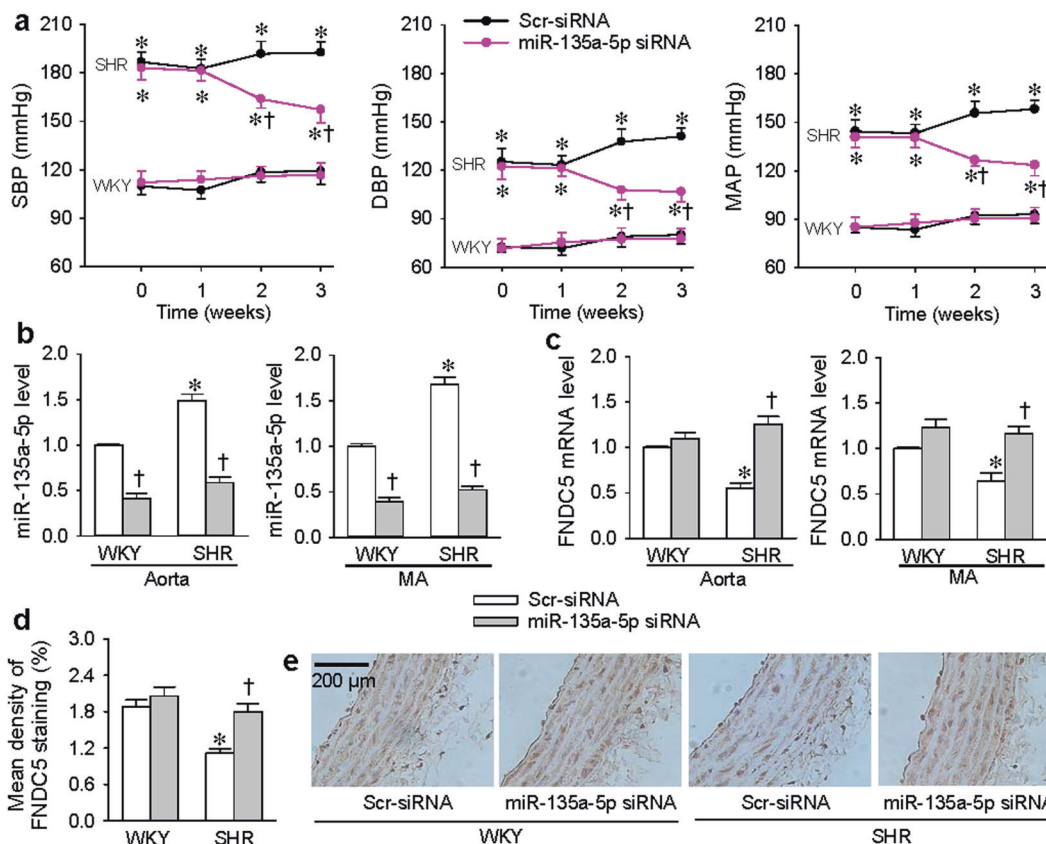 a
Scr-siRNA
miR-135a-5p siRNA
SBP (mmHg)
180
150
120
90
60
SHR
WKY
* * * *
* * *† *†
0 1 2 3
Time (weeks)
DBP (mmHg)
180
150
120
90
60
SHR
WKY
* * * *
* * *† *†
0 1 2 3
Time (weeks)
MAP (mmHg)
180
150
120
90
60
SHR
WKY
* * * *
* * *† *†
0 1 2 3
Time (weeks)
b
miR-135a-5p level
2.0
1.5
1.0
0.5
0.0
† * †
WKY SHR
Aorta
miR-135a-5p level
2.0
1.5
1.0
0.5
0.0
† * †
WKY SHR
MA
c
FNDC5 mRNA level
2.0
1.5
1.0
0.5
0.0
* †
WKY SHR
Aorta
FNDC5 mRNA level
2.0
1.5
1.0
0.5
0.0
* †
WKY SHR
MA
Scr-siRNA
miR-135a-5p siRNA
d
Mean density of
FNDC5 staining (%)
3.0
2.4
1.8
1.2
0.6
0.0
* †
WKY SHR
e
200 µm
Scr-siRNA miR-135a-5p siRNA Scr-siRNA miR-135a-5p siRNA
WKY SHR